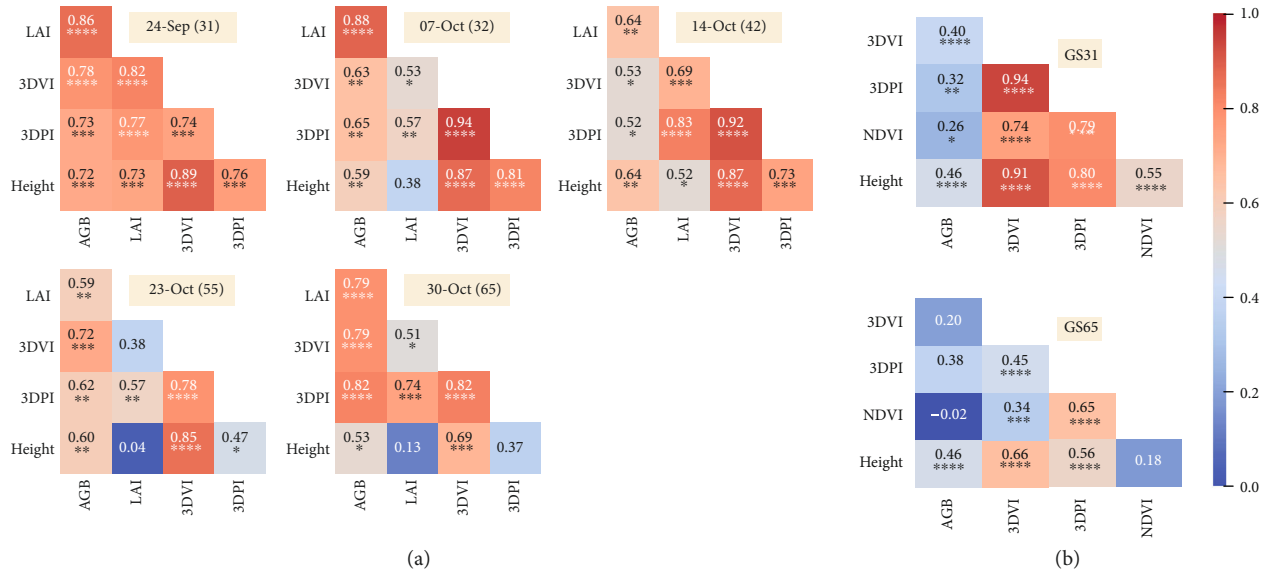 24-Sep (31)
LAI
0.86
****
3DVI
0.78
****
0.82
****
3DPI
0.73
***
0.77
****
0.74
***
Height
0.72
***
0.73
***
0.89
****
0.76
***
AGB
LAI
3DVI
3DPI
07-Oct (32)
LAI
0.88
****
3DVI
0.63
**
0.53
*
3DPI
0.65
**
0.57
**
0.94
****
Height
0.59
**
0.38
0.87
****
0.81
****
AGB
LAI
3DVI
3DPI
14-Oct (42)
LAI
0.64
**
3DVI
0.53
*
0.69
***
3DPI
0.52
*
0.83
****
0.92
****
Height
0.64
**
0.52
*
0.87
****
0.73
***
AGB
LAI
3DVI
3DPI
23-Oct (55)
LAI
0.59
**
3DVI
0.72
***
0.38
3DPI
0.62
**
0.57
**
0.78
****
Height
0.60
**
0.04
0.85
****
0.47
*
AGB
LAI
3DVI
3DPI
30-Oct (65)
LAI
0.79
****
3DVI
0.79
****
0.51
*
3DPI
0.82
****
0.74
***
0.82
****
Height
0.53
*
0.13
0.69
***
0.37
AGB
LAI
3DVI
3DPI
(a)
GS31
3DVI
0.40
****
3DPI
0.32
**
0.94
****
NDVI
0.26
*
0.74
****
0.79
****
Height
0.46
****
0.91
****
0.80
****
0.55
****
AGB
3DVI
3DPI
NDVI
GS65
3DVI
0.20
3DPI
0.38
0.45
****
NDVI
−0.02
0.34
***
0.65
****
Height
0.46
****
0.66
****
0.56
****
0.18
AGB
3DVI
3DPI
NDVI
(b)
1.0
0.8
0.6
0.4
0.2
0.0